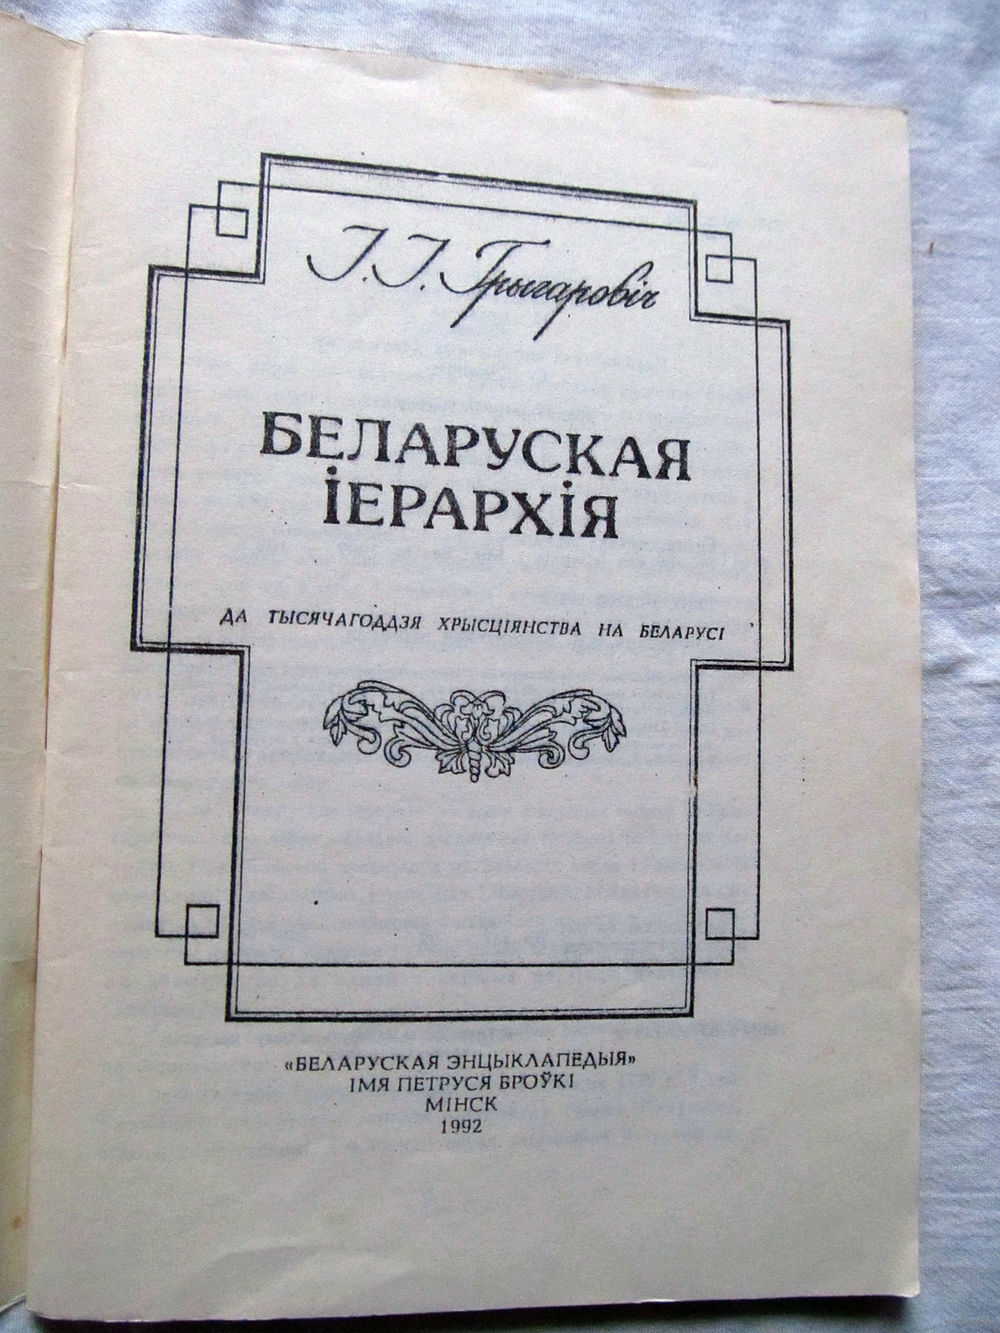 І. І. Грыгаровіч
БЕЛАРУСКАЯ
ІЕРАРХІЯ
ДА ТЫСЯЧАГОДДЗЯ ХРЫСЦІЯНСТВА НА БЕЛАРУСІ
«БЕЛАРУСКАЯ ЭНЦЫКЛАПЕДЫЯ»
ІМЯ ПЕТРУСЯ БРОЎКІ
МІНСК
1992